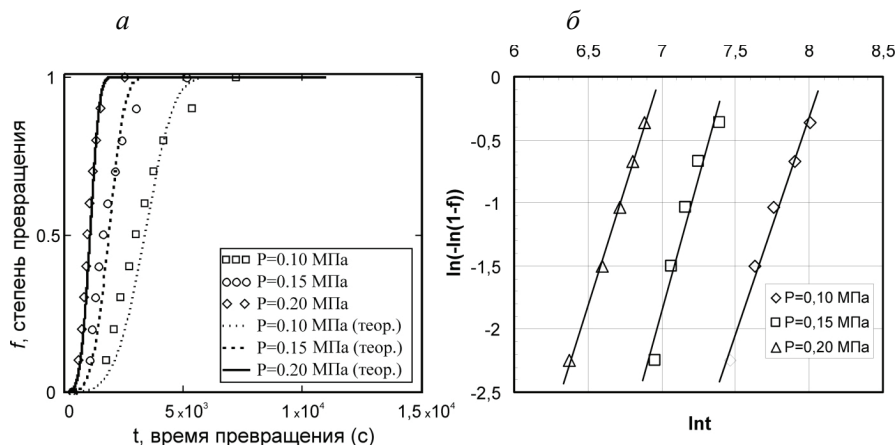 а
1
0.5
0
0
5×10³
1×10⁴
1,5×10⁴
f, степень превращения
t, время превращения (с)
P=0.10 МПа
P=0.15 МПа
P=0.20 МПа
P=0.10 МПа (теор.)
P=0.15 МПа (теор.)
P=0.20 МПа (теор.)
б
6 6,5 7 7,5 8 8,5
0
-0,5
-1
-1,5
-2
-2,5
ln(-ln(1-f))
lnt
P=0,10 МПа
P=0,15 МПа
P=0,20 МПа